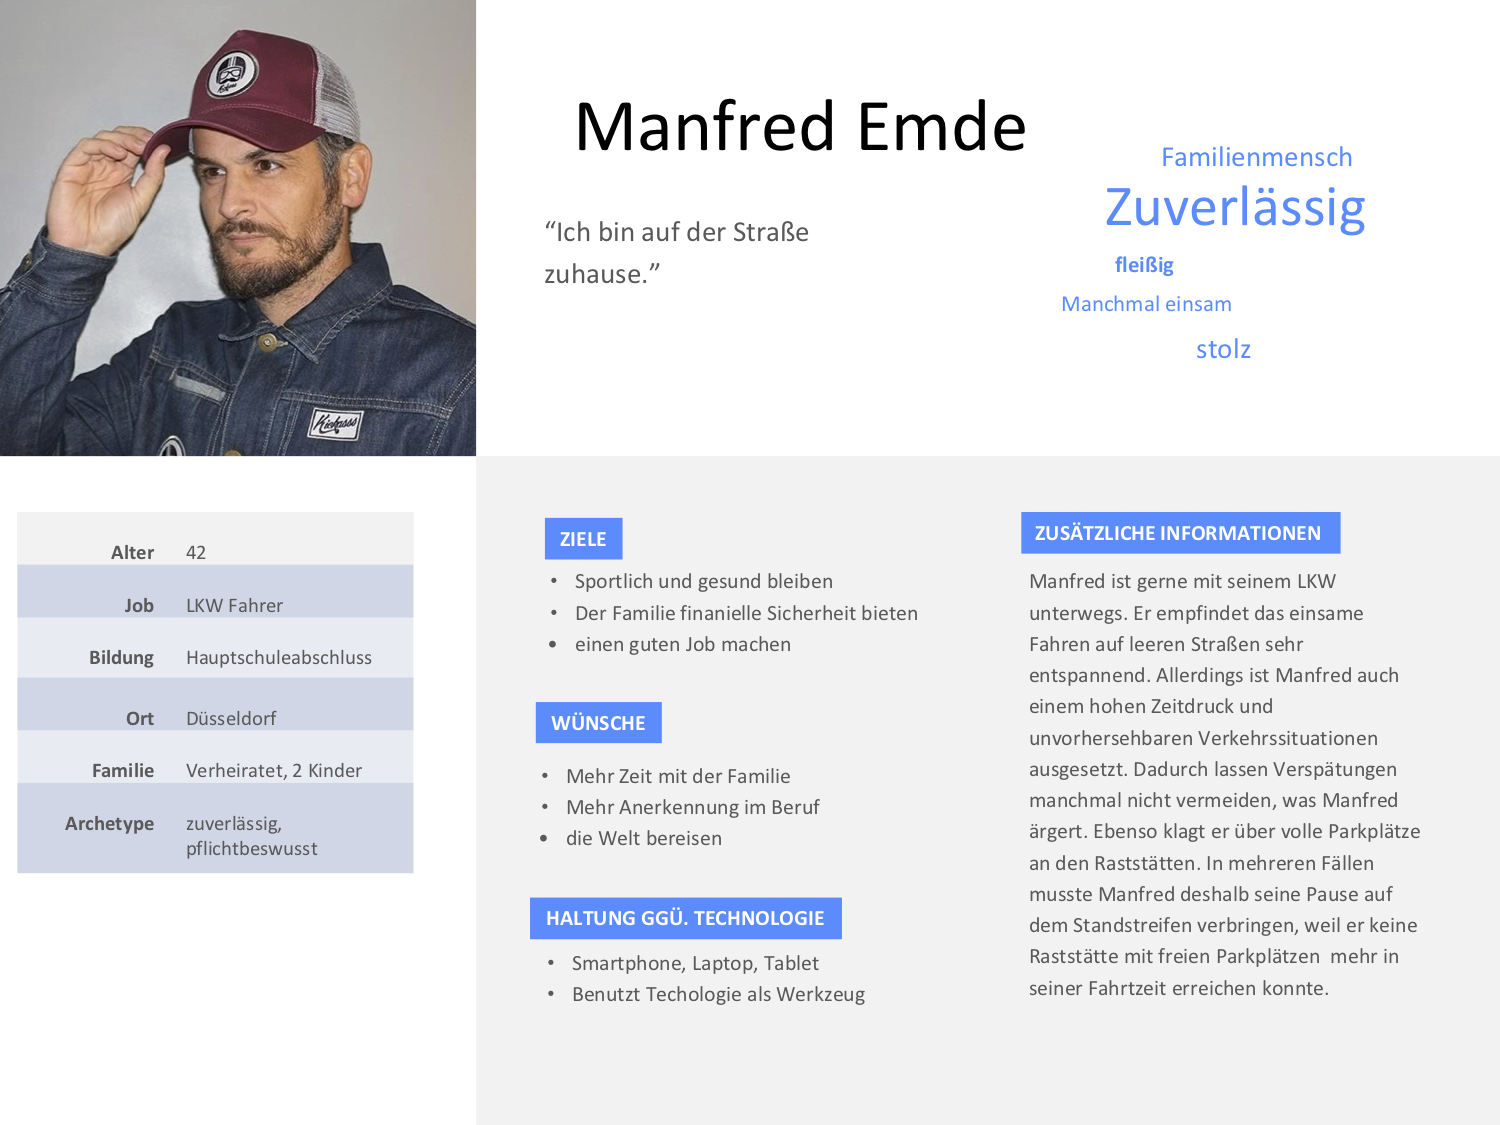 Manfred Emde
“Ich bin auf der Straße
zuhause.”
Familienmensch
Zuverlässig
fleißig
Manchmal einsam
stolz
Kickasss
Alter 42
Job LKW Fahrer
Bildung Hauptschuleabschluss
Ort Düsseldorf
Familie Verheiratet, 2 Kinder
Archetype zuverlässig,
pflichtbeswusst
ZIELE
• Sportlich und gesund bleiben
• Der Familie finanielle Sicherheit bieten
• einen guten Job machen
WÜNSCHE
• Mehr Zeit mit der Familie
• Mehr Anerkennung im Beruf
• die Welt bereisen
HALTUNG GGÜ. TECHNOLOGIE
• Smartphone, Laptop, Tablet
• Benutzt Techologie als Werkzeug
ZUSÄTZLICHE INFORMATIONEN
Manfred ist gerne mit seinem LKW
unterwegs. Er empfindet das einsame
Fahren auf leeren Straßen sehr
entspannend. Allerdings ist Manfred auch
einem hohen Zeitdruck und
unvorhersehbaren Verkehrssituationen
ausgesetzt. Dadurch lassen Verspätungen
manchmal nicht vermeiden, was Manfred
ärgert. Ebenso klagt er über volle Parkplätze
an den Raststätten. In mehreren Fällen
musste Manfred deshalb seine Pause auf
dem Standstreifen verbringen, weil er keine
Raststätte mit freien Parkplätzen mehr in
seiner Fahrtzeit erreichen konnte.